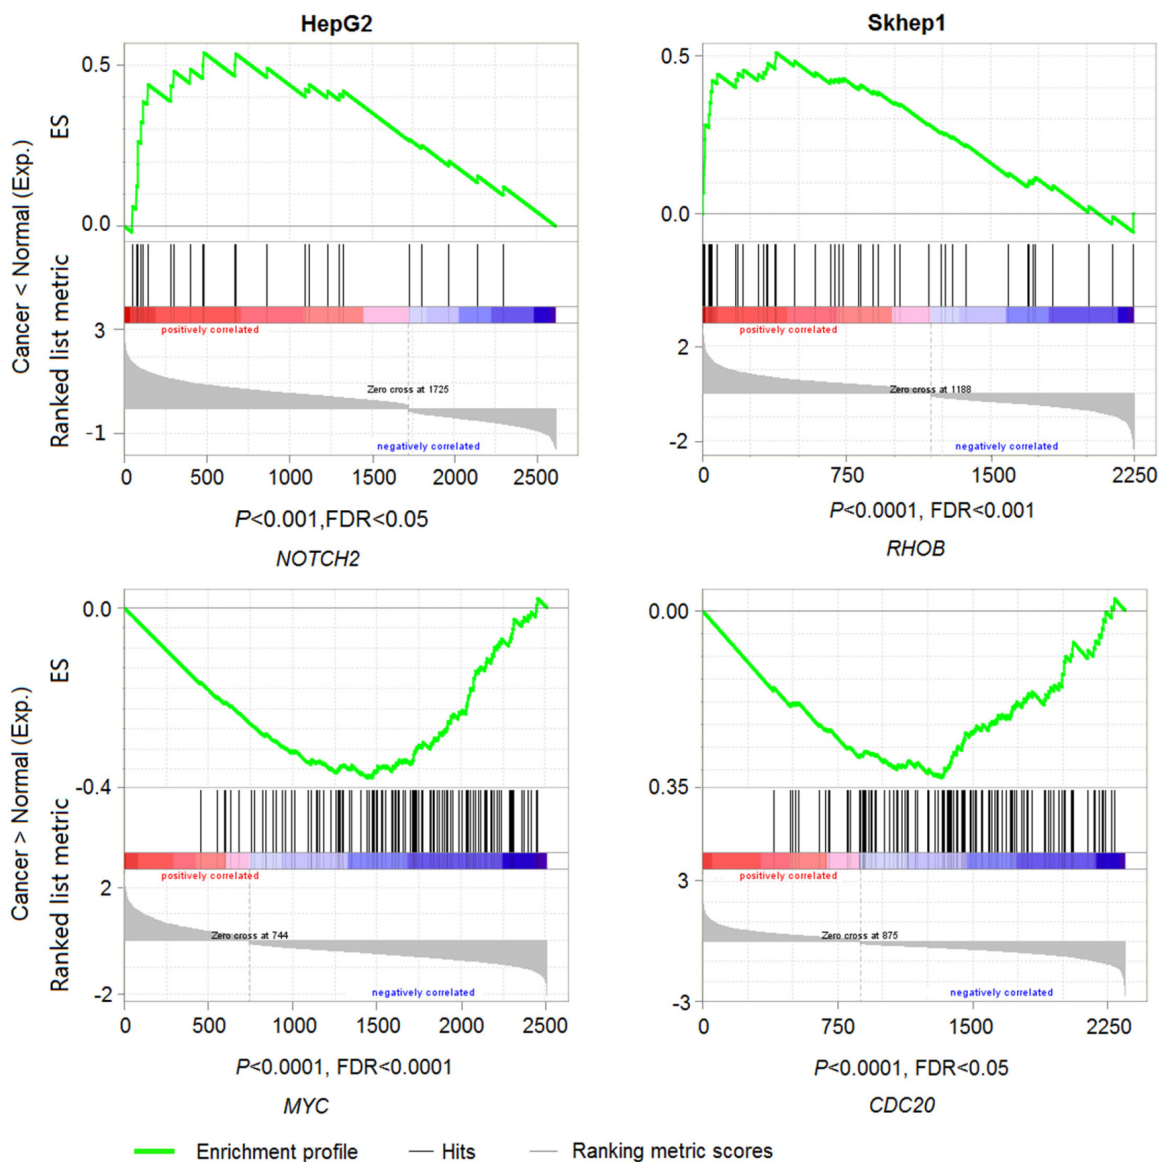 HepG2
Skhep1
Cancer < Normal (Exp.)
ES
Ranked list metric
0.5
0.0
positively correlated
3
Zero cross at 1725
-1
negatively correlated
0 500 1000 1500 2000 2500
P<0.001,FDR<0.05
NOTCH2
0.5
0.0
positively correlated
2
Zero cross at 1188
-2
negatively correlated
0 750 1500 2250
P<0.0001, FDR<0.001
RHOB
Cancer > Normal (Exp.)
ES
Ranked list metric
0.0
-0.4
positively correlated
2
Zero cross at 744
-2
negatively correlated
0 500 1000 1500 2000 2500
P<0.0001, FDR<0.0001
MYC
0.00
0.35
positively correlated
3
Zero cross at 875
-3
negatively correlated
0 750 1500 2250
P<0.0001, FDR<0.05
CDC20
Enrichment profile Hits Ranking metric scores